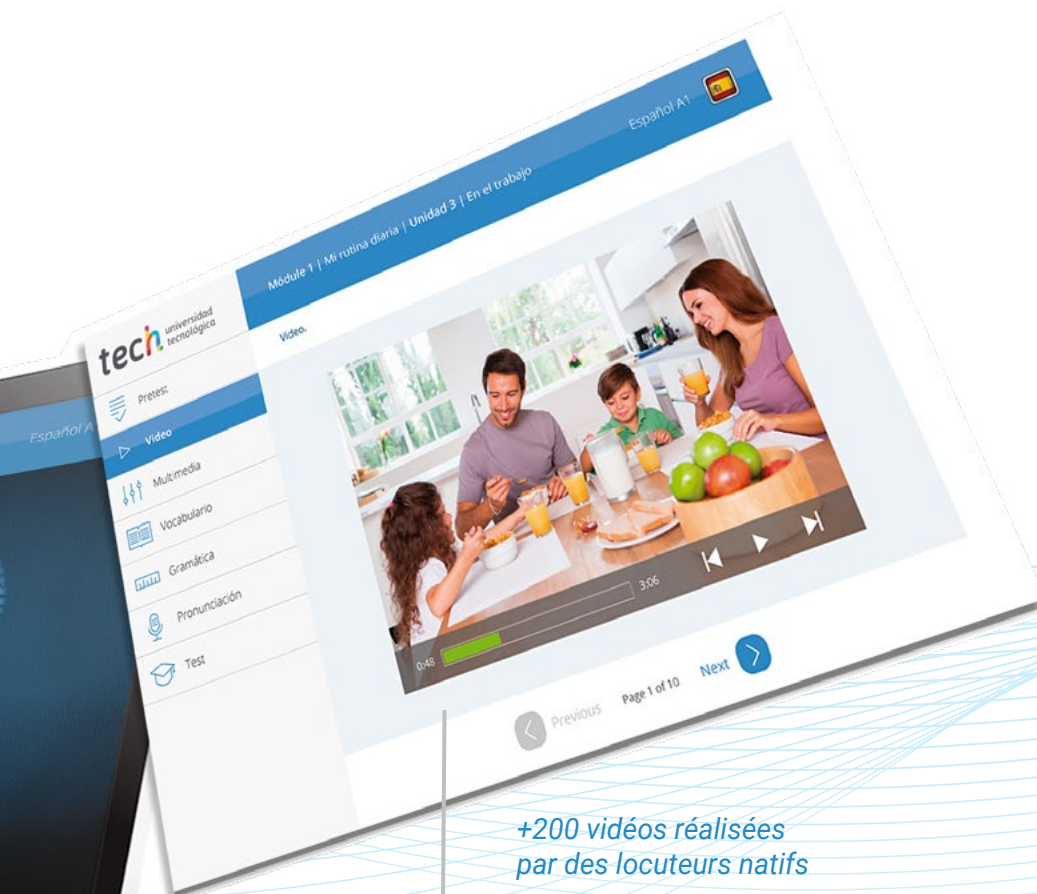 Español A1
Módule 1 | Mi rutina diaria | Unidad 3 | En el trabajo
tech universidad
tecnológica
Video.
Pretest
Video
Multimedia
Vocabulario
Gramática
Pronunciación
Test
0:48
3:06
Previous
Page 1 of 10
Next
Español A
+200 vidéos réalisées
par des locuteurs natifs